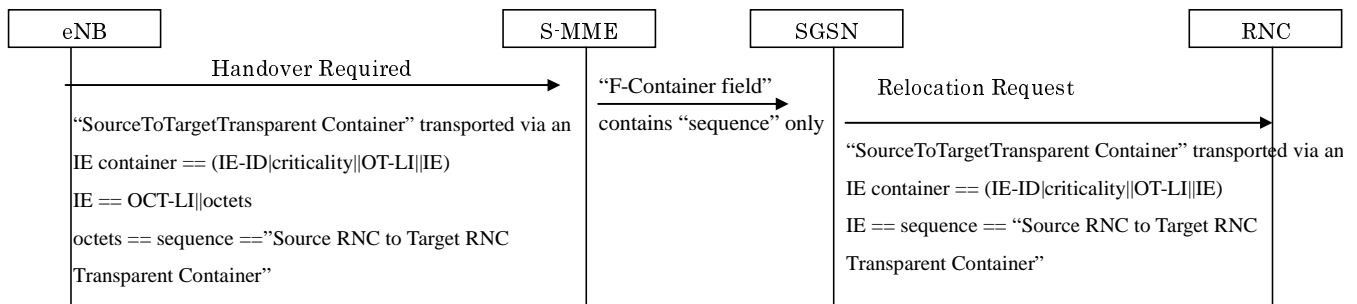 eNB
S-MME
SGSN
RNC
Handover Required
“F-Container field”
contains “sequence” only
Relocation Request
“SourceToTargetTransparent Container” transported via an
IE container == (IE-ID|criticality||OT-LI||IE)
IE == OCT-LI||octets
octets == sequence ==”Source RNC to Target RNC
Transparent Container”
“SourceToTargetTransparent Container” transported via an
IE container == (IE-ID|criticality||OT-LI||IE)
IE == sequence == “Source RNC to Target RNC
Transparent Container”